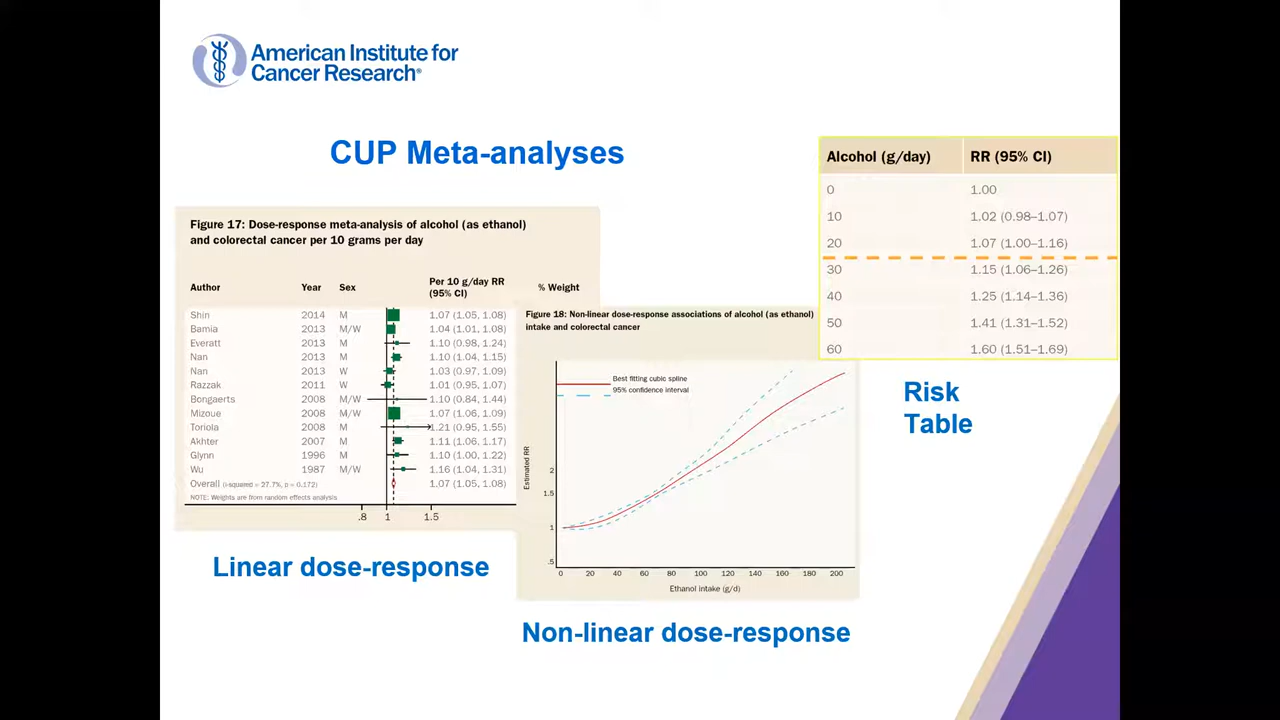 American Institute for
Cancer Research®
CUP Meta-analyses
Figure 17: Dose-response meta-analysis of alcohol (as ethanol)
and colorectal cancer per 10 grams per day
Author Year Sex Per 10 g/day RR (95% CI) % Weight
Shin 2014 M 1.07 (1.05, 1.08)
Bamia 2013 M/W 1.04 (1.01, 1.08)
Everatt 2013 M 1.10 (0.98, 1.24)
Nan 2013 M 1.10 (1.04, 1.15)
Nan 2013 W 1.03 (0.97, 1.09)
Razzak 2011 W 1.01 (0.95, 1.07)
Bongaerts 2008 M/W 1.10 (0.84, 1.44)
Mizoue 2008 M/W 1.07 (1.06, 1.09)
Toriola 2008 M 1.21 (0.95, 1.55)
Akhter 2007 M 1.11 (1.06, 1.17)
Glynn 1996 M 1.10 (1.00, 1.22)
Wu 1987 M/W 1.16 (1.04, 1.31)
Overall (I-squared = 27.7%, p = 0.172) 1.07 (1.05, 1.08)
NOTE: Weights are from random effects analysis
.8 1 1.5
Linear dose-response
Figure 18: Non-linear dose-response associations of alcohol (as ethanol)
intake and colorectal cancer
Best fitting cubic spline
95% confidence interval
Estimated RR
2
1.5
1
.5
0 20 40 60 80 100 120 140 160 180 200
Ethanol intake (g/d)
Non-linear dose-response
Alcohol (g/day) RR (95% CI)
0 1.00
10 1.02 (0.98–1.07)
20 1.07 (1.00–1.16)
30 1.15 (1.06–1.26)
40 1.25 (1.14–1.36)
50 1.41 (1.31–1.52)
60 1.60 (1.51–1.69)
Risk
Table